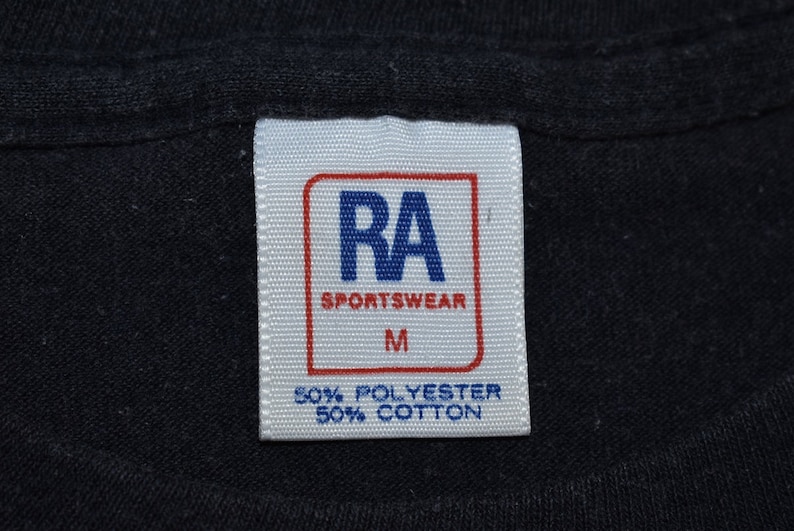 RA
SPORTSWEAR
M
50% POLYESTER
50% COTTON